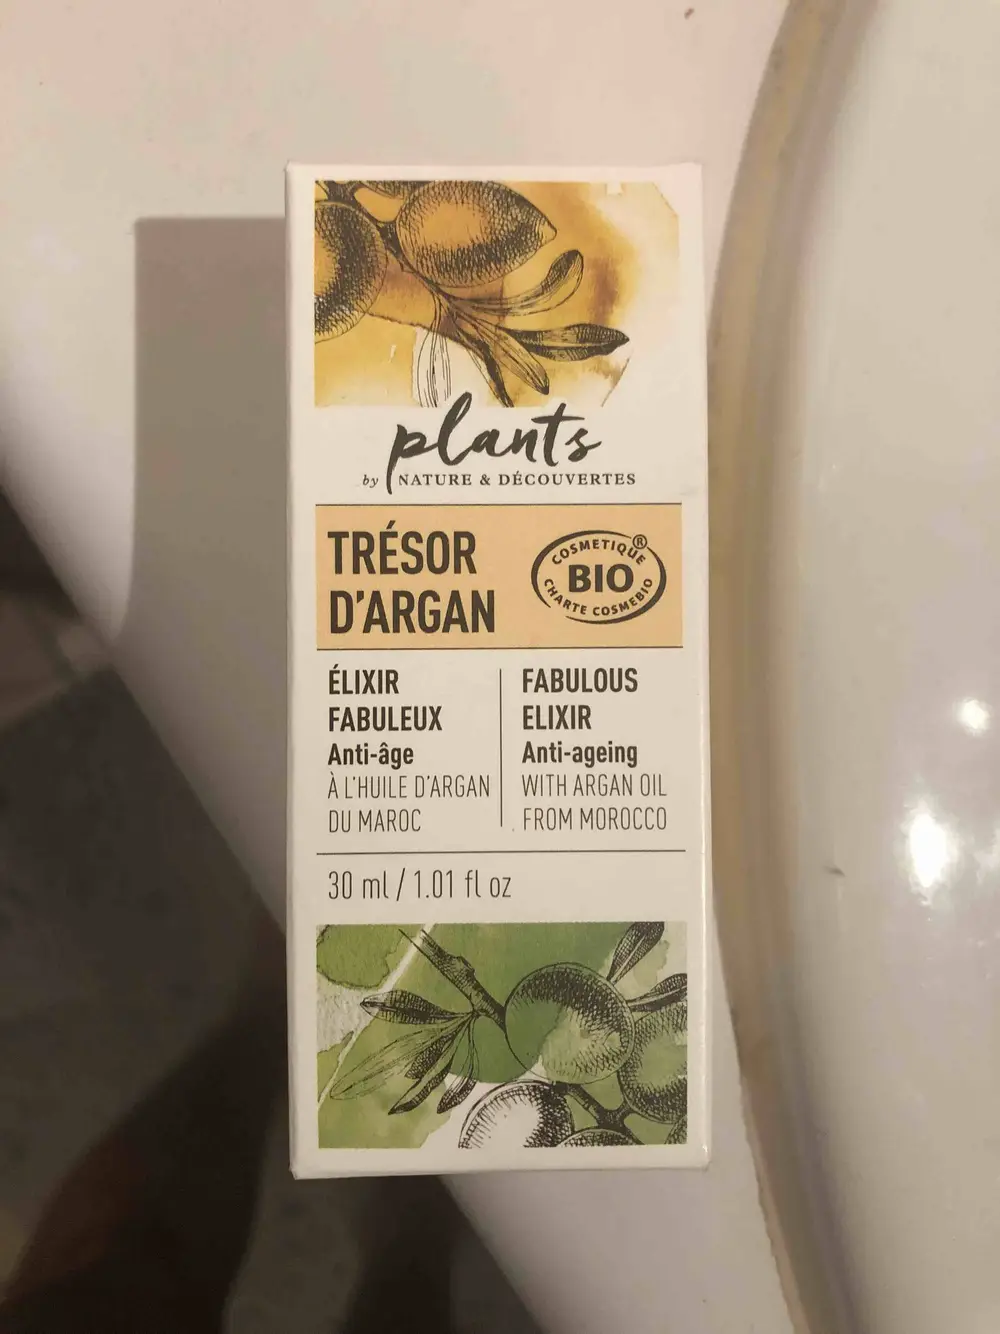 plants
by NATURE & DÉCOUVERTES
TRÉSOR
D'ARGAN
COSMETIQUE ®
BIO
CHARTE COSMEBIO
ÉLIXIR
FABULEUX
Anti-âge
À L'HUILE D'ARGAN
DU MAROC
FABULOUS
ELIXIR
Anti-ageing
WITH ARGAN OIL
FROM MOROCCO
30 ml / 1.01 fl oz